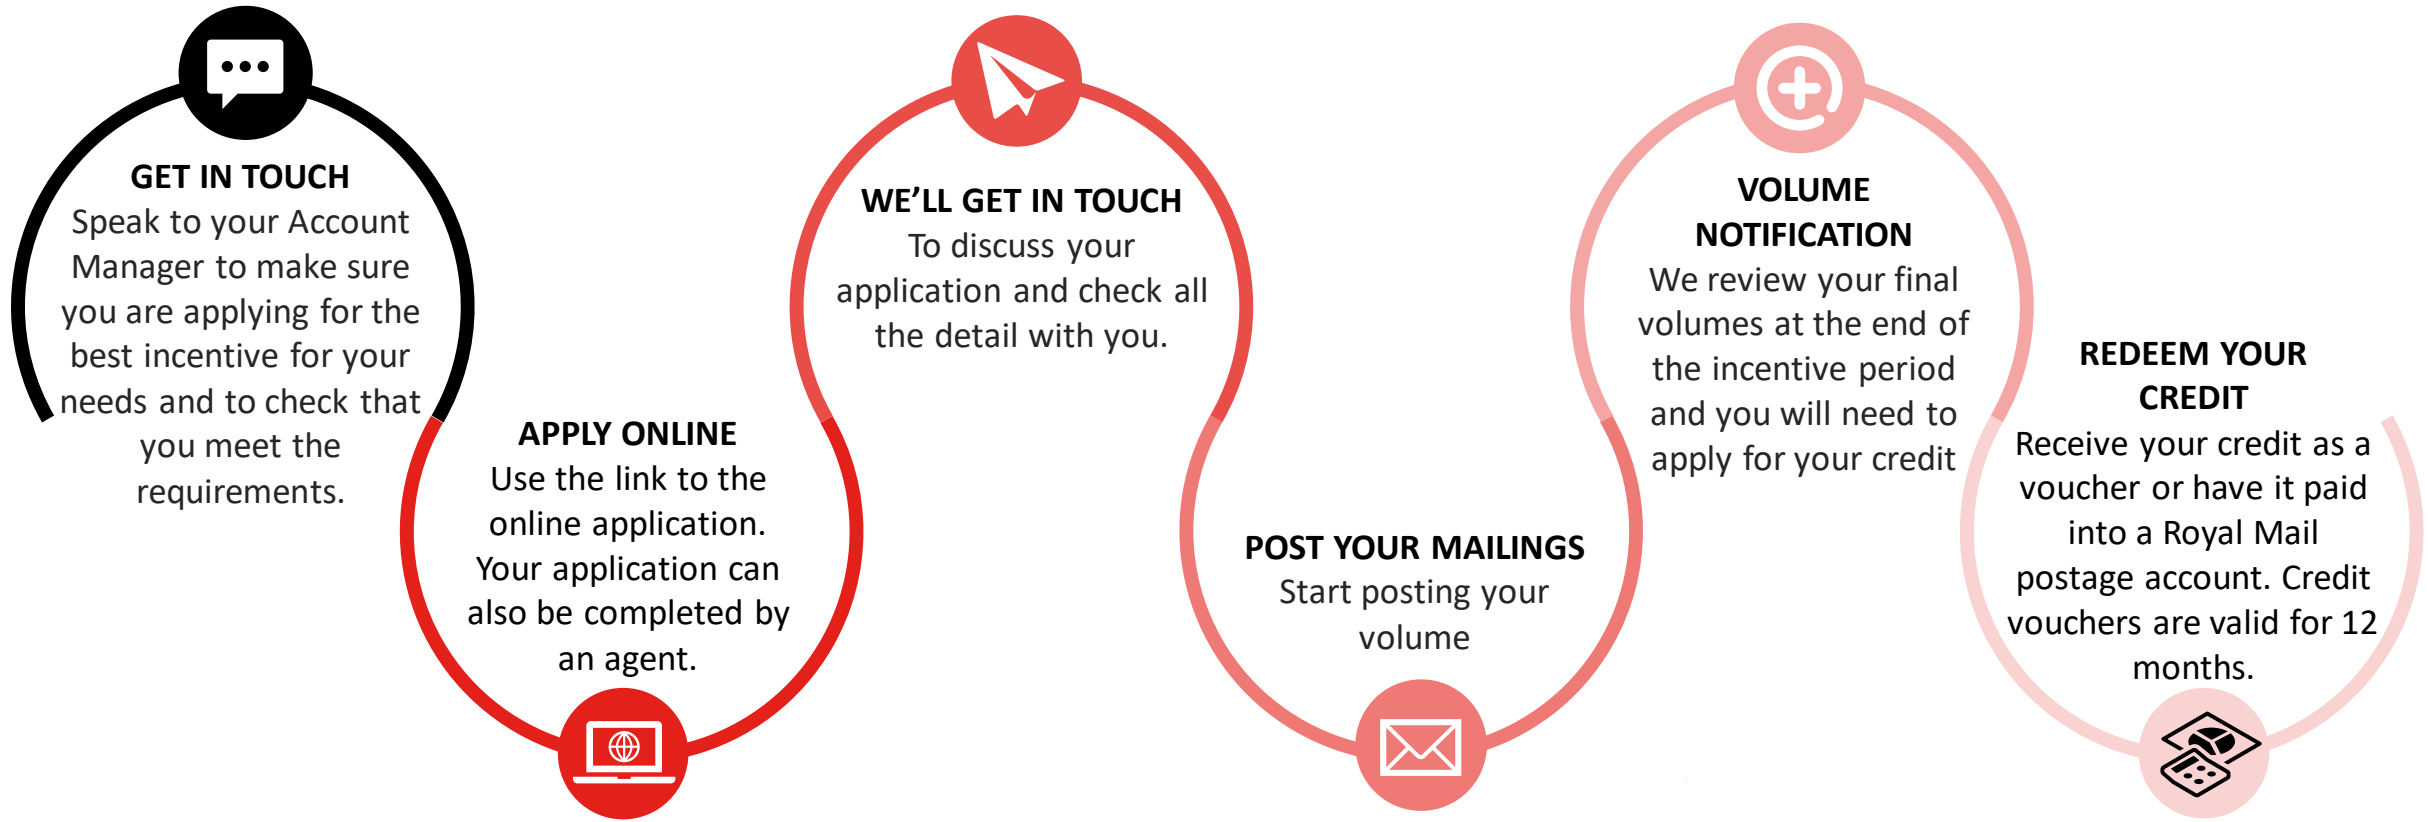 GET IN TOUCH
Speak to your Account
Manager to make sure
you are applying for the
best incentive for your
needs and to check that
you meet the
requirements.
APPLY ONLINE
Use the link to the
online application.
Your application can
also be completed by
an agent.
WE’LL GET IN TOUCH
To discuss your
application and check all
the detail with you.
POST YOUR MAILINGS
Start posting your
volume
VOLUME
NOTIFICATION
We review your final
volumes at the end of
the incentive period
and you will need to
apply for your credit
REDEEM YOUR
CREDIT
Receive your credit as a
voucher or have it paid
into a Royal Mail
postage account. Credit
vouchers are valid for 12
months.